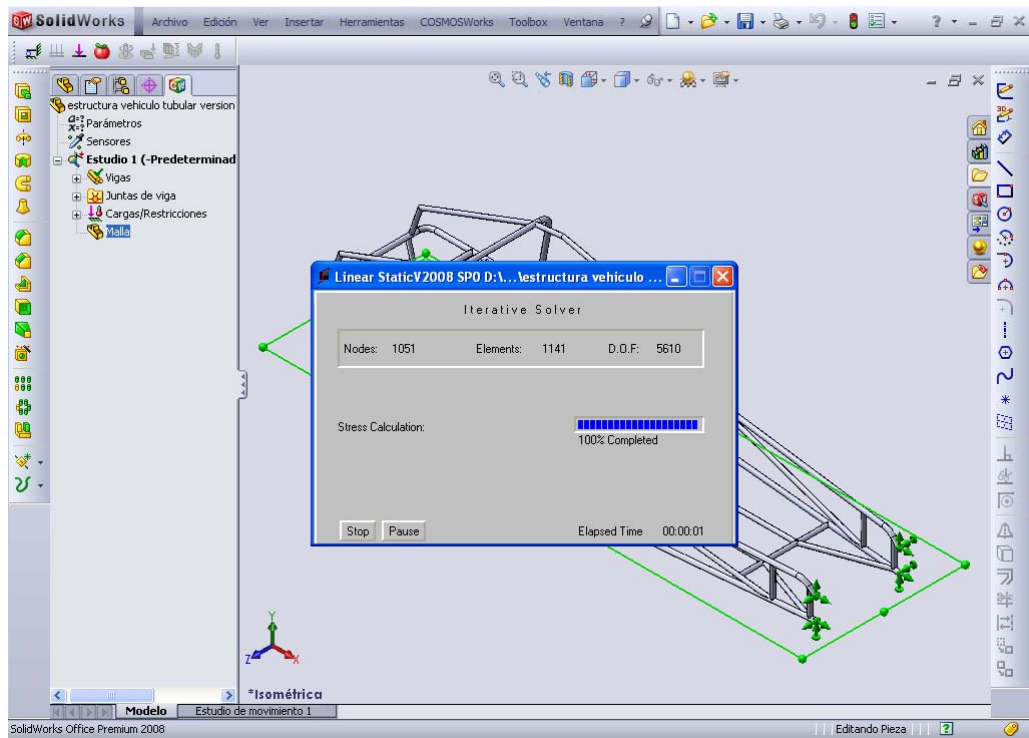 SolidWorks Archivo Edición Ver Insertar Herramientas COSMOSWorks Toolbox Ventana ?
estructura vehiculo tubular version
Parámetros
Sensores
Estudio 1 (-Predeterminad
Vigas
Juntas de viga
Cargas/Restricciones
Malla
Linear StaticV2008 SPO D:\...\estructura vehiculo ...
Iterative Solver
Nodes: 1051 Elements: 1141 D.O.F: 5610
Stress Calculation:
100% Completed
Stop Pause Elapsed Time 00:00:01
Y
Z X
*Isométrica
Modelo Estudio de movimiento 1
SolidWorks Office Premium 2008 Editando Pieza ?